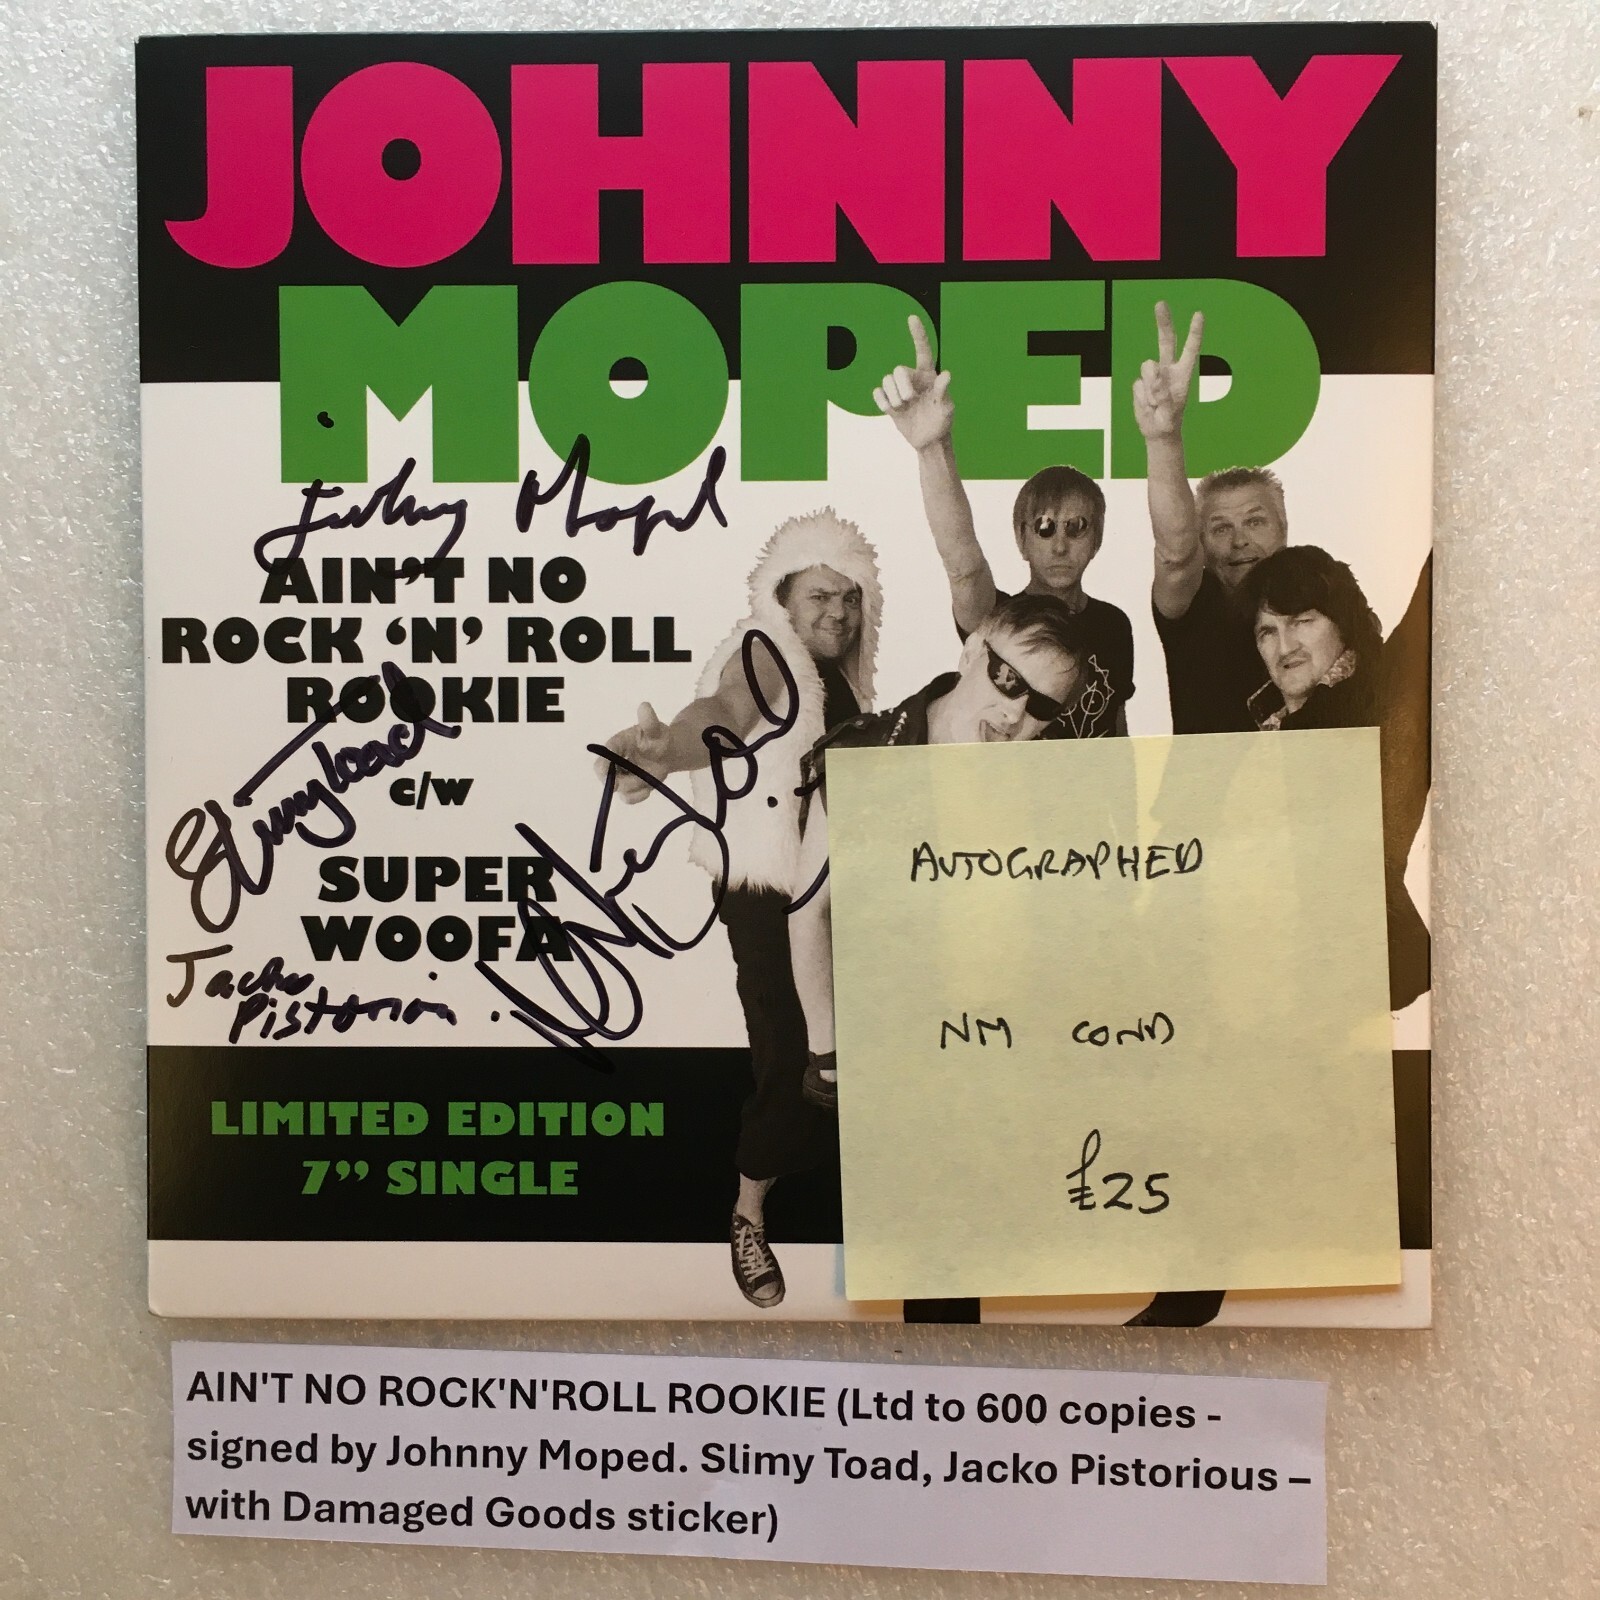 JOHNNY
MOPED
Johnny Moped
AIN'T NO
ROCK 'N' ROLL
ROOKIE
Slimy Toad
C/W
SUPER
WOOFA
Jacko
Pistorious
LIMITED EDITION
7” SINGLE
AUTOGRAPHED
NM COND
£25
AIN'T NO ROCK'N'ROLL ROOKIE (Ltd to 600 copies -
signed by Johnny Moped. Slimy Toad, Jacko Pistorious –
with Damaged Goods sticker)